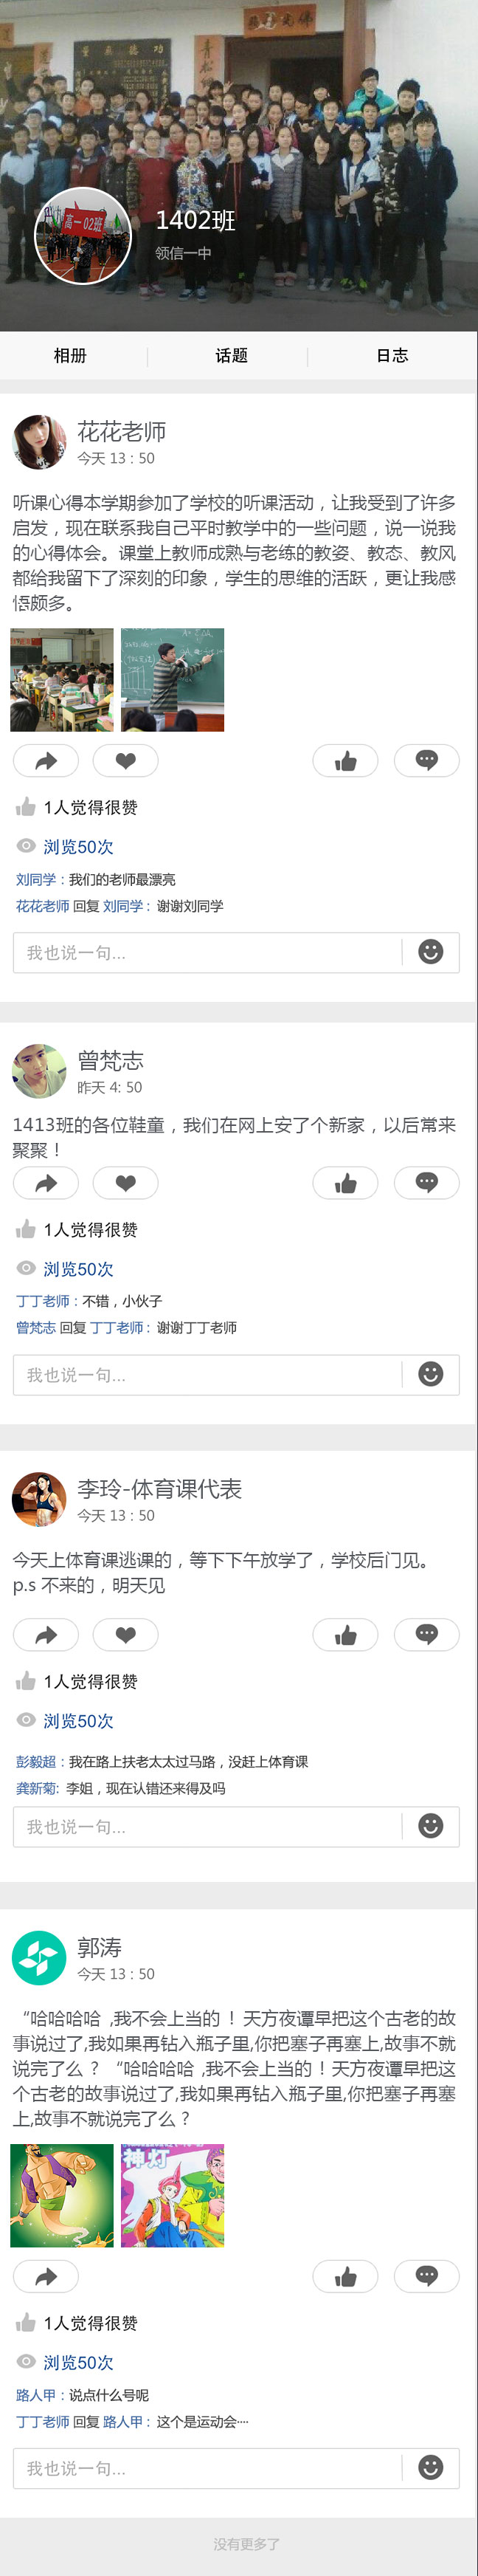 1402班
领信一中
高一02班
相册
话题
日志
花花老师
今天 13 : 50
听课心得本学期参加了学校的听课活动，让我受到了许多
启发，现在联系我自己平时教学中的一些问题，说一说我
的心得体会。课堂上教师成熟与老练的教姿、教态、教风
都给我留下了深刻的印象，学生的思维的活跃，更让我感
悟颇多。
1人觉得很赞
浏览50次
刘同学：我们的老师最漂亮
花花老师 回复 刘同学： 谢谢刘同学
我也说一句...
曾梵志
昨天 4: 50
1413班的各位鞋童，我们在网上安了个新家，以后常来
聚聚！
1人觉得很赞
浏览50次
丁丁老师：不错，小伙子
曾梵志 回复 丁丁老师： 谢谢丁丁老师
我也说一句...
李玲-体育课代表
今天 13 : 50
今天上体育课逃课的，等下下午放学了，学校后门见。
p.s 不来的，明天见
1人觉得很赞
浏览50次
彭毅超：我在路上扶老太太过马路，没赶上体育课
龚新菊: 李姐，现在认错还来得及吗
我也说一句...
郭涛
今天 13 : 50
“哈哈哈哈 ,我不会上当的！天方夜谭早把这个古老的故
事说过了,我如果再钻入瓶子里,你把塞子再塞上,故事不就
说完了么？“哈哈哈哈 ,我不会上当的！天方夜谭早把这
个古老的故事说过了,我如果再钻入瓶子里,你把塞子再塞
上,故事不就说完了么？
神灯
1人觉得很赞
浏览50次
路人甲：说点什么号呢
丁丁老师 回复 路人甲： 这个是运动会····
我也说一句...
没有更多了